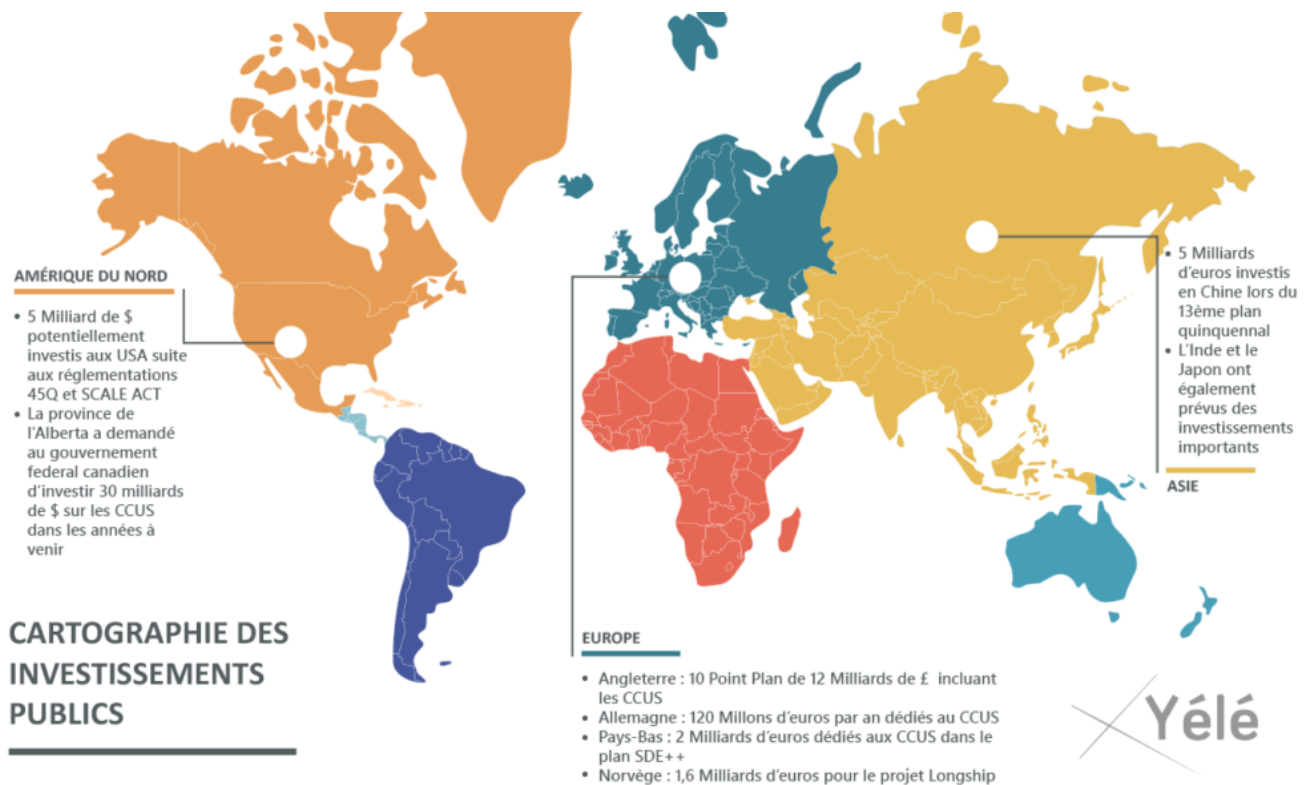 AMÉRIQUE DU NORD
• 5 Milliard de $
potentiellement
investis aux USA suite
aux réglementations
45Q et SCALE ACT
• La province de
l'Alberta a demandé
au gouvernement
federal canadien
d'investir 30 milliards
de $ sur les CCUS
dans les années à
venir
CARTOGRAPHIE DES
INVESTISSEMENTS
PUBLICS
EUROPE
• Angleterre : 10 Point Plan de 12 Milliards de £ incluant
les CCUS
• Allemagne : 120 Millons d'euros par an dédiés au CCUS
• Pays-Bas : 2 Milliards d'euros dédiés aux CCUS dans le
plan SDE++
• Norvège : 1,6 Milliards d'euros pour le projet Longship
• 5 Milliards
d'euros investis
en Chine lors du
13ème plan
quinquennal
• L'Inde et le
Japon ont
également
prévus des
investissements
importants
ASIE
Yélé